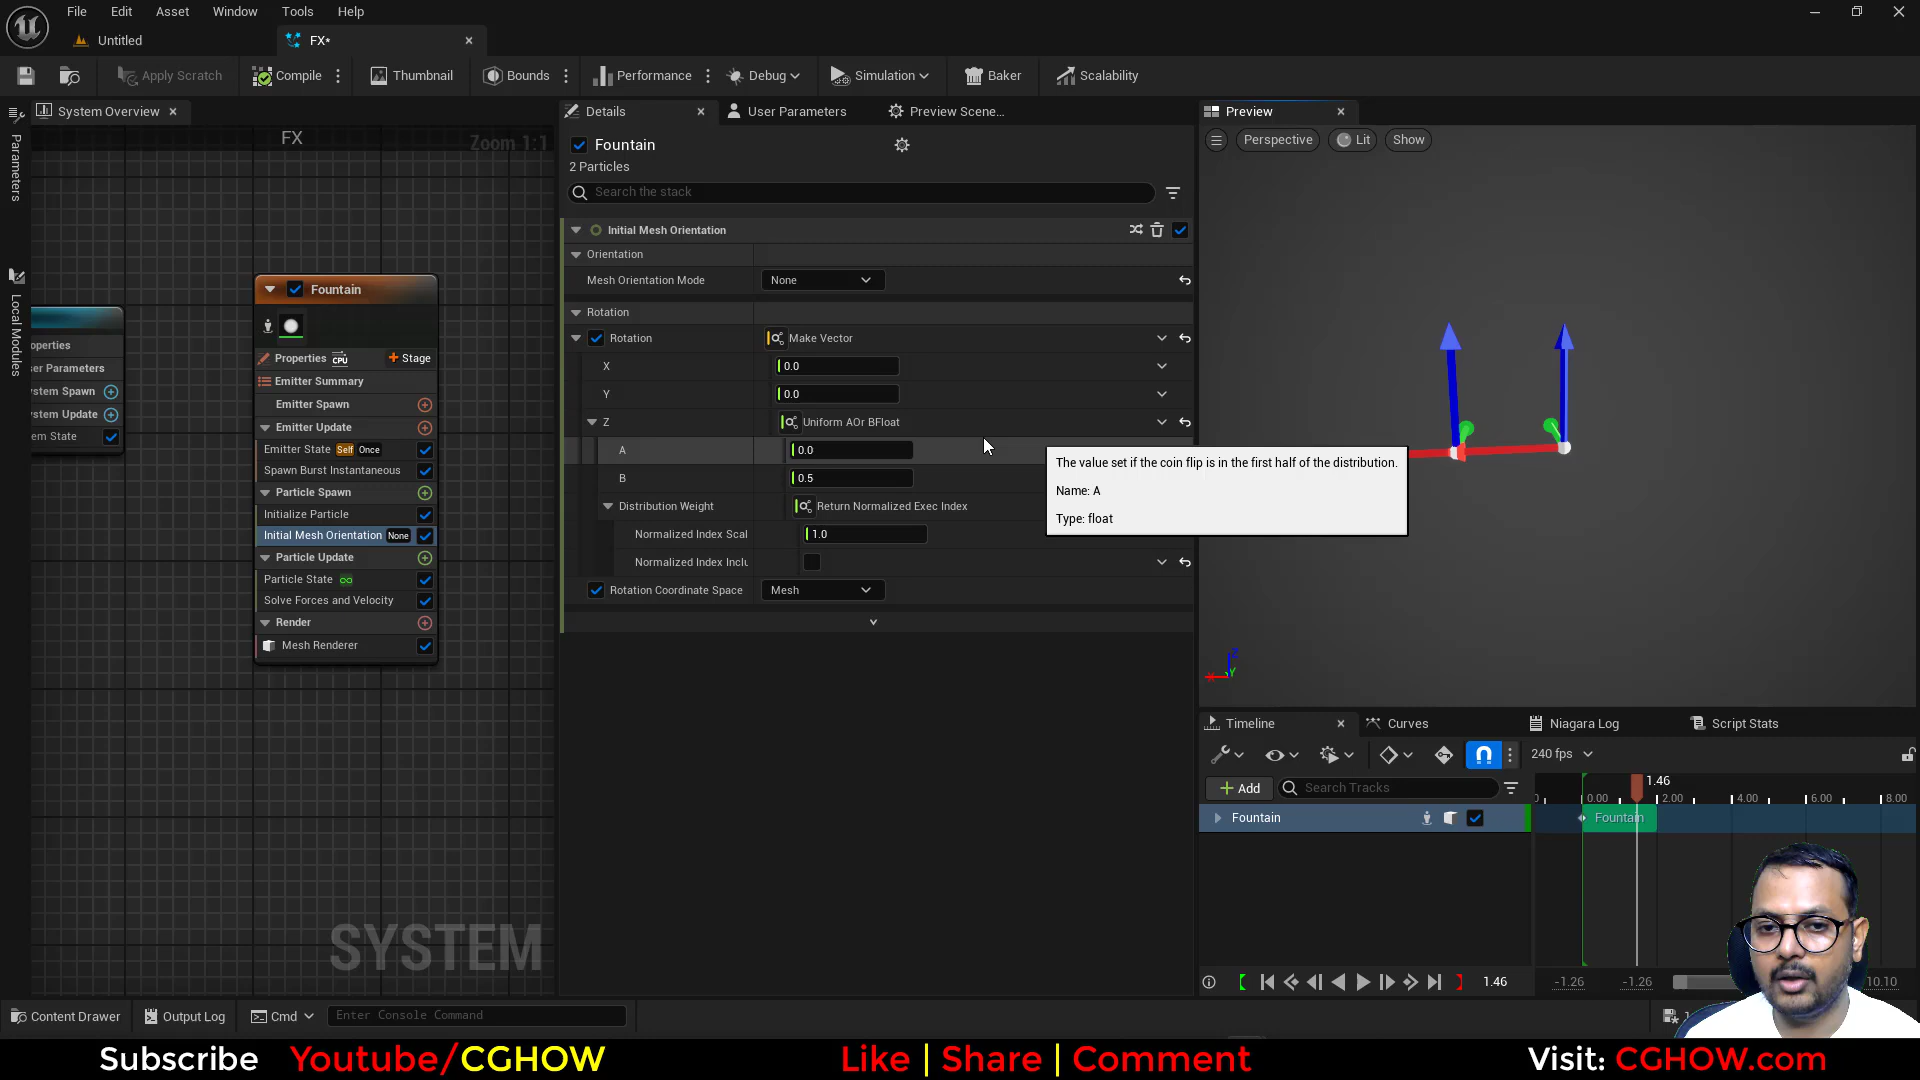 File Edit Asset Window Tools Help
Untitled
FX*
Apply Scratch
Compile
Thumbnail
Bounds
Performance
Debug
Simulation
Baker
Scalability
Parameters
Local Modules
System Overview
FX
Zoom 1:1
operties
er Parameters
stem Spawn
stem Update
em State
Fountain
Properties CPU
Stage
Emitter Summary
Emitter Spawn
Emitter Update
Emitter State Self Once
Spawn Burst Instantaneous
Particle Spawn
Initialize Particle
Initial Mesh Orientation None
Particle Update
Particle State
Solve Forces and Velocity
Render
Mesh Renderer
SYSTEM
Details
User Parameters
Preview Scene...
Fountain
2 Particles
Search the stack
Initial Mesh Orientation
Orientation
Mesh Orientation Mode None
Rotation
Rotation Make Vector
X 0.0
Y 0.0
Z Uniform AOr BFloat
A 0.0
B 0.5
Distribution Weight Return Normalized Exec Index
Normalized Index Scal 1.0
Normalized Index Inclu
Rotation Coordinate Space Mesh
The value set if the coin flip is in the first half of the distribution.
Name: A
Type: float
Preview
Perspective
Lit
Show
Z
Y
X
Timeline
Curves
Niagara Log
Script Stats
240 fps
Add
Search Tracks
1.46
0.00 2.00 4.00 6.00 8.00
Fountain
Fountain
1.46
-1.26
-1.26
10.10
Content Drawer
Output Log
Cmd
Enter Console Command
Subscribe Youtube/CGHOW
Like | Share | Comment
Visit: CGHOW.com